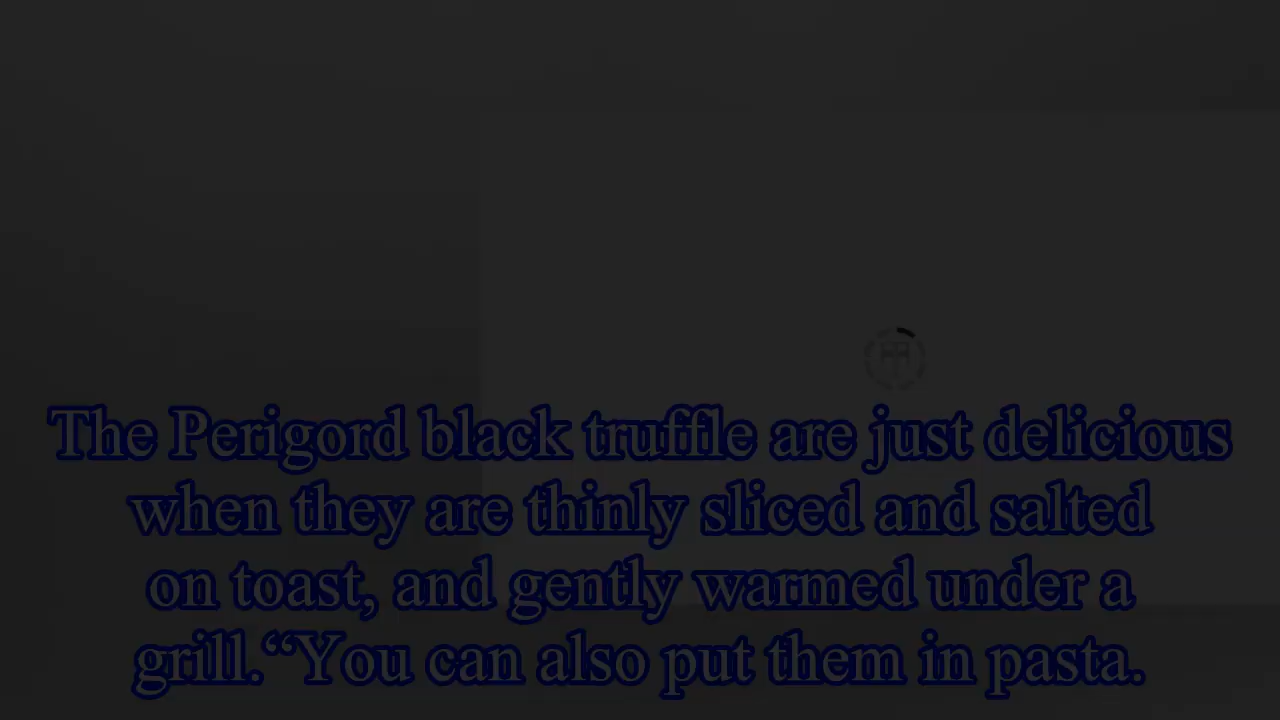 The Perigord black truffle are just delicious
when they are thinly sliced and salted
on toast, and gently warmed under a
grill.“You can also put them in pasta.